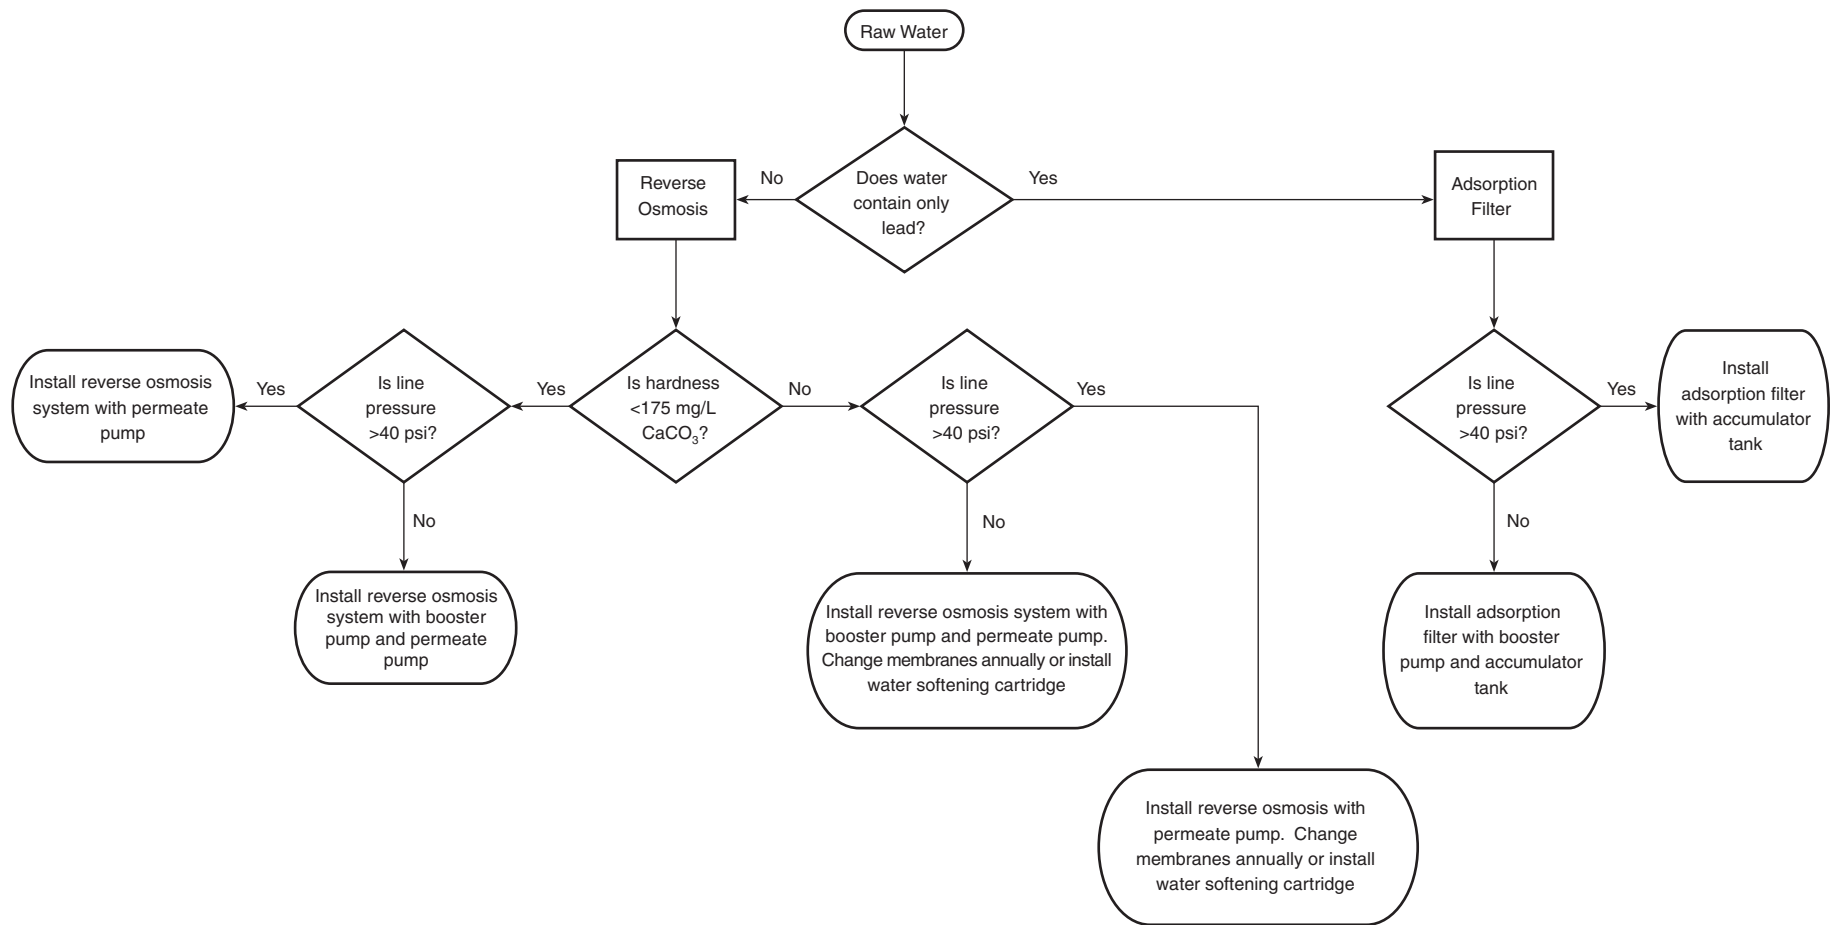 Raw Water
Does water
contain only
lead?
No
Yes
Reverse
Osmosis
Adsorption
Filter
Install reverse osmosis
system with permeate
pump
Yes
Is line
pressure
>40 psi?
Yes
Is hardness
<175 mg/L
CaCO₃?
No
Is line
pressure
>40 psi?
Yes
Is line
pressure
>40 psi?
Yes
Install
adsorption filter
with accumulator
tank
No
No
No
Install reverse osmosis
system with booster
pump and permeate
pump
Install reverse osmosis system with
booster pump and permeate pump.
Change membranes annually or install
water softening cartridge
Install adsorption
filter with booster
pump and accumulator
tank
Install reverse osmosis with
permeate pump.  Change
membranes annually or install
water softening cartridge